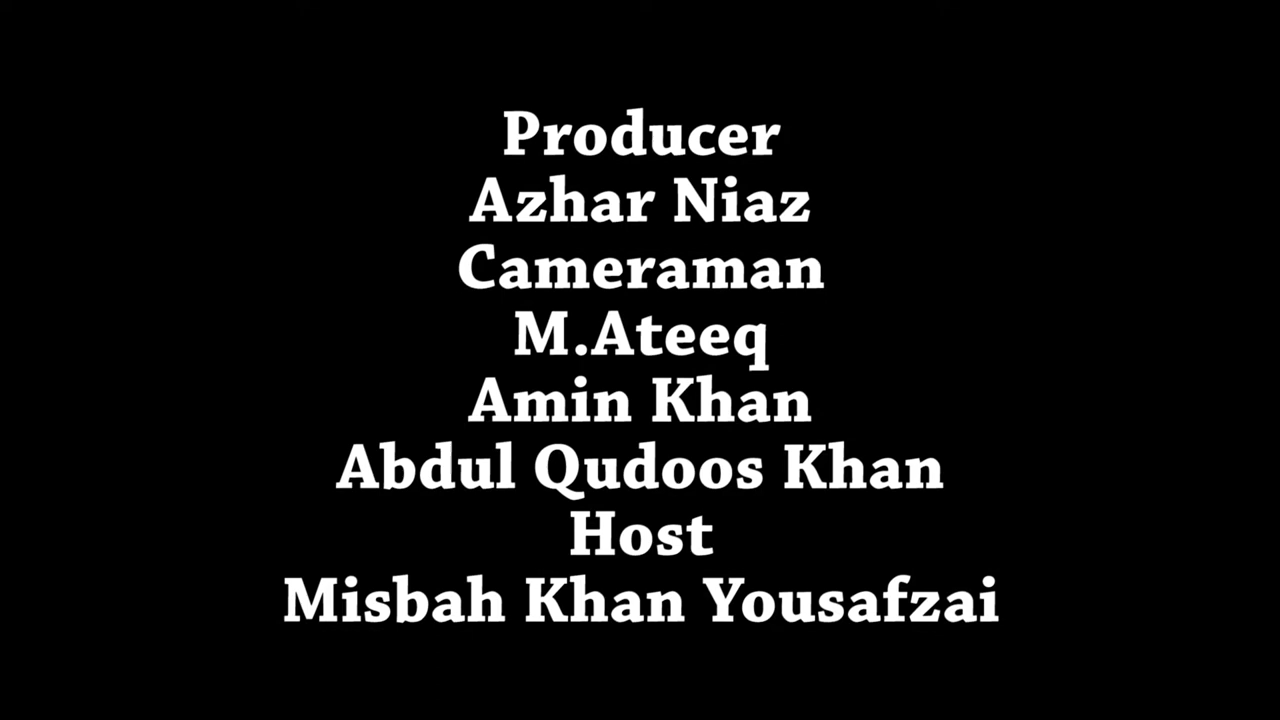 Producer
Azhar Niaz
Cameraman
M.Ateeq
Amin Khan
Abdul Qudoos Khan
Host
Misbah Khan Yousafzai